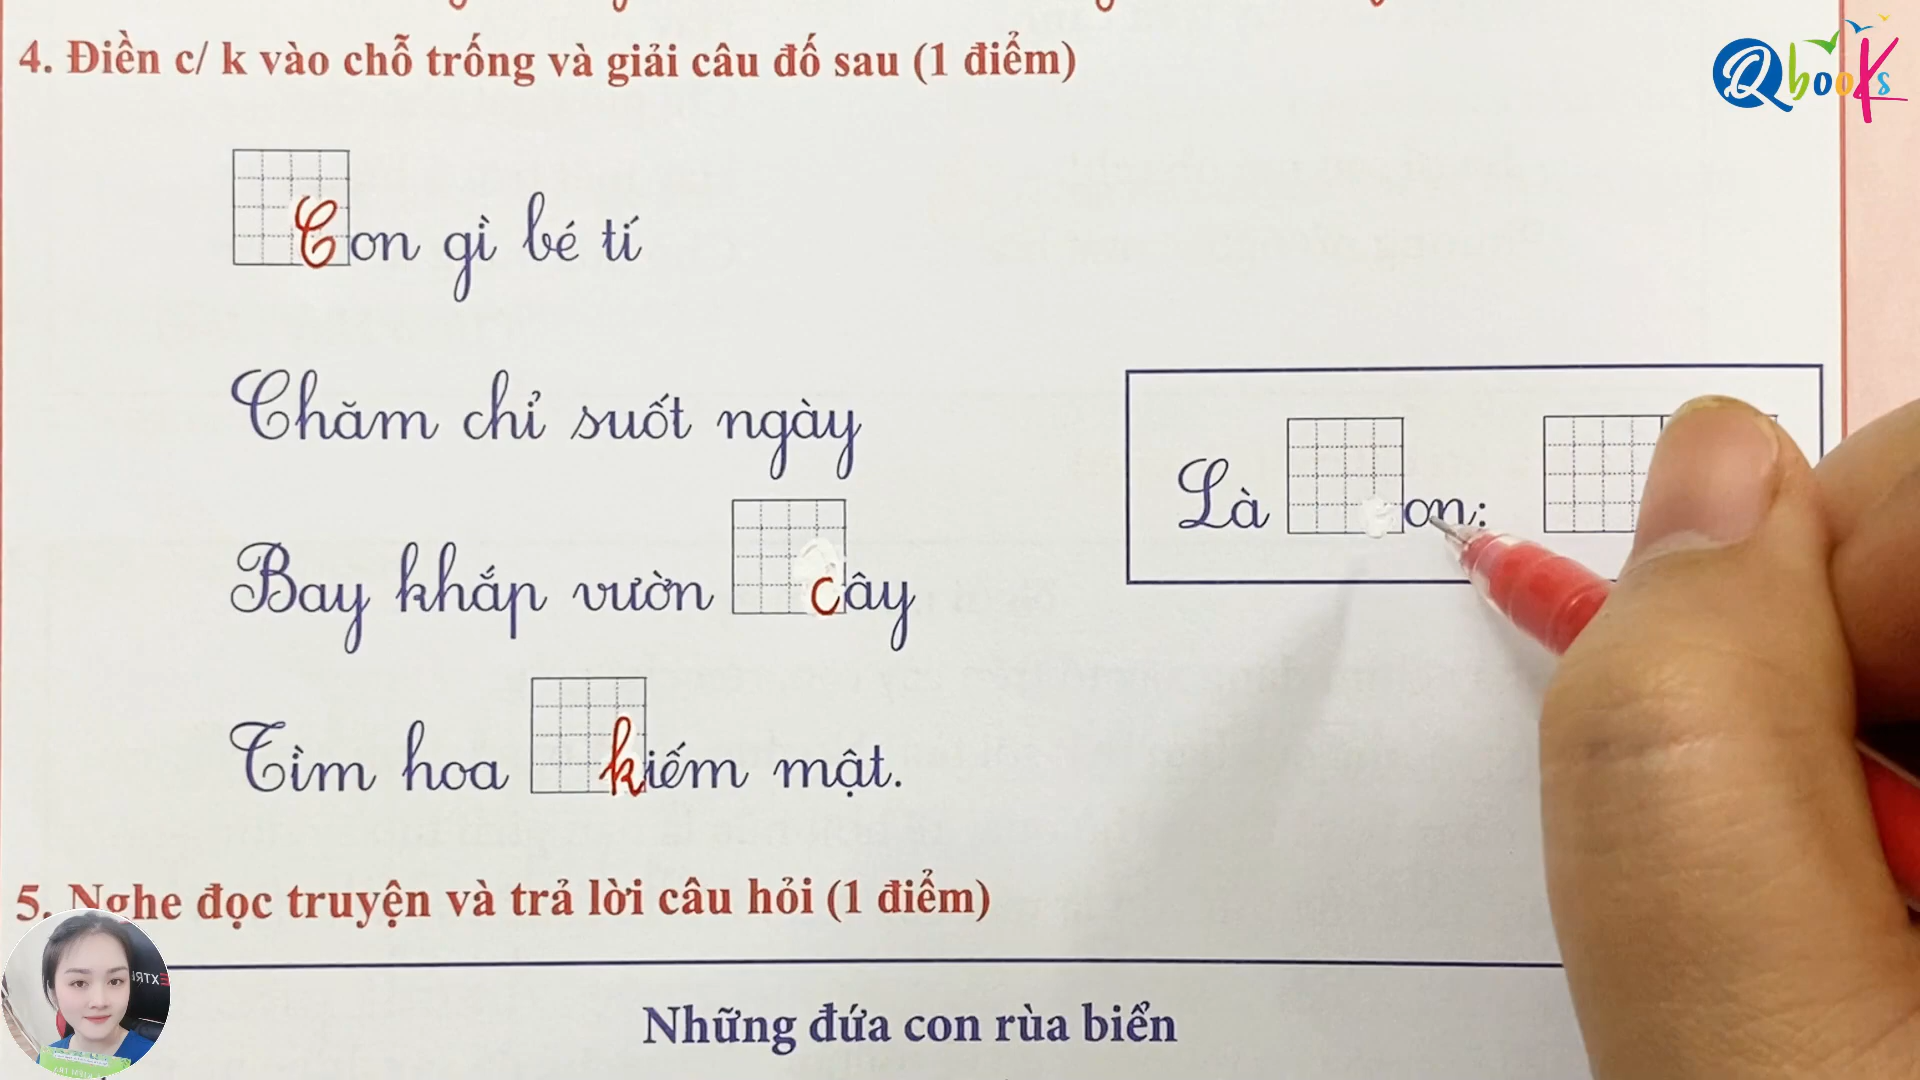 4. Điền c/ k vào chỗ trống và giải câu đố sau (1 điểm)
Qbooks
Con gì bé tí
Chăm chỉ suốt ngày
Là on:
Bay khắp vườn cây
Tìm hoa kiếm mật.
5. Nghe đọc truyện và trả lời câu hỏi (1 điểm)
Những đứa con rùa biển